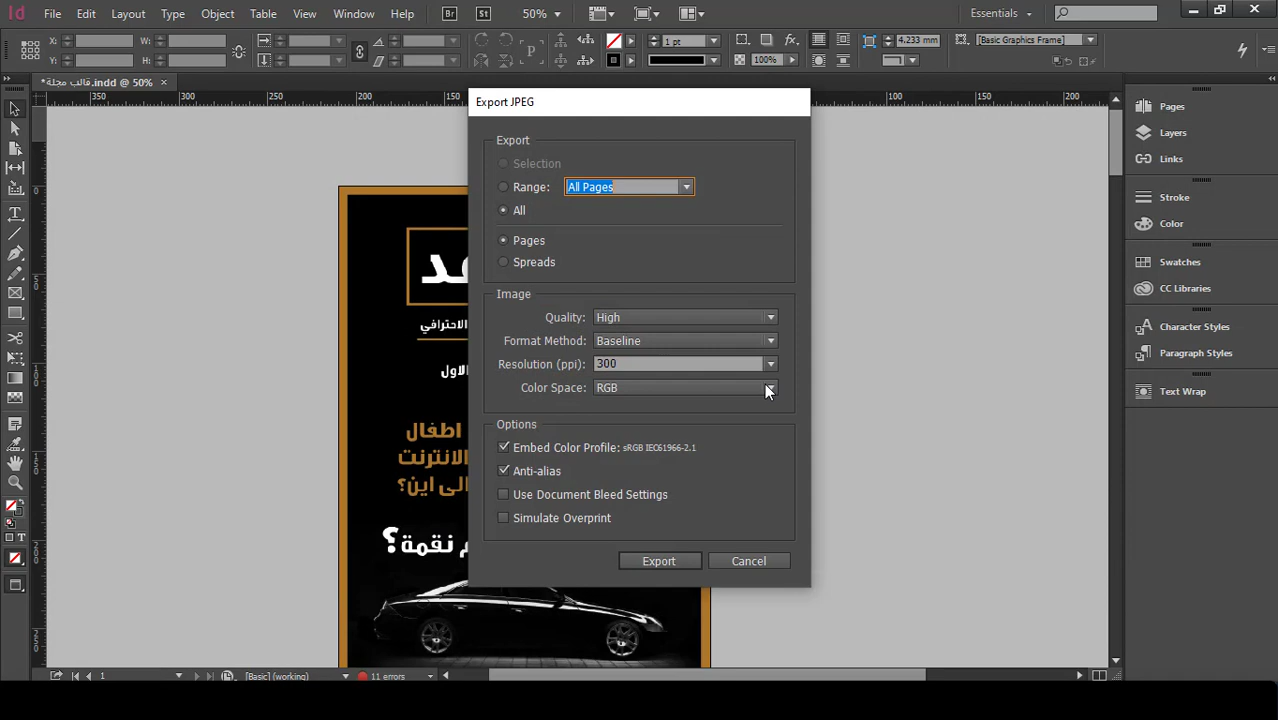 Id File Edit Layout Type Object Table View Window Help Br St 50% Essentials
X: W: 1 pt fx 4,233 mm [Basic Graphics Frame]
Y: H: P 100%
*قالب مجلة.indd @ 50%
350 300 250 200 150 100 150 200
Export JPEG
Export
Selection
Range: All Pages
All
Pages
Spreads
Image
Quality: High
Format Method: Baseline
Resolution (ppi): 300
Color Space: RGB
Options
Embed Color Profile: sRGB IEC61966-2.1
Anti-alias
Use Document Bleed Settings
Simulate Overprint
Export Cancel
الاحترافي
الاول
اطفال
الانترنت
الى اين؟
نقمة؟
Pages
Layers
Links
Stroke
Color
Swatches
CC Libraries
Character Styles
Paragraph Styles
Text Wrap
1 [Basic] (working) 11 errors